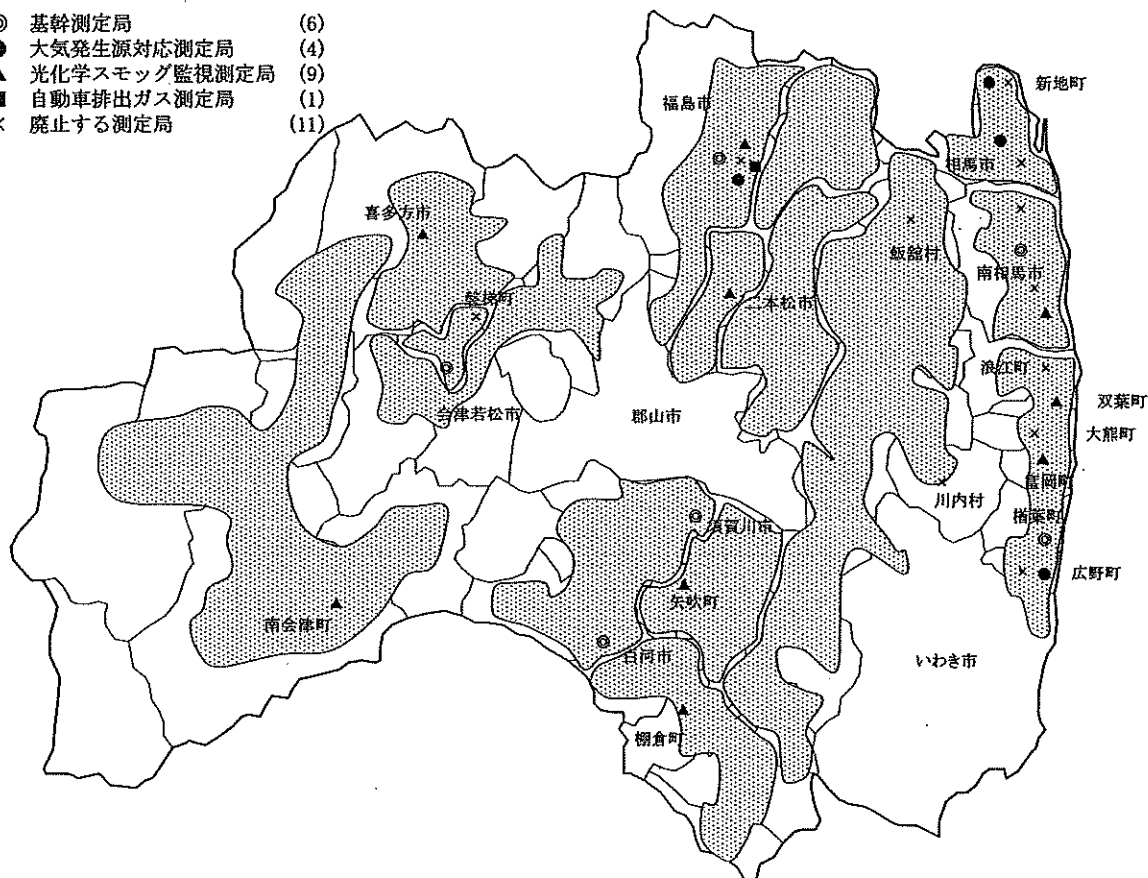 ◎ 基幹測定局 (6)
● 大気発生源対応測定局 (4)
▲ 光化学スモッグ監視測定局 (9)
■ 自動車排出ガス測定局 (1)
× 廃止する測定局 (11)
新地町
福島市
相馬市
喜多方市
飯舘村
南相馬市
磐梯町
二本松市
浪江町
双葉町
会津若松市
郡山市
大熊町
富岡町
川内村
楢葉町
須賀川市
広野町
矢吹町
南会津町
白河市
いわき市
棚倉町